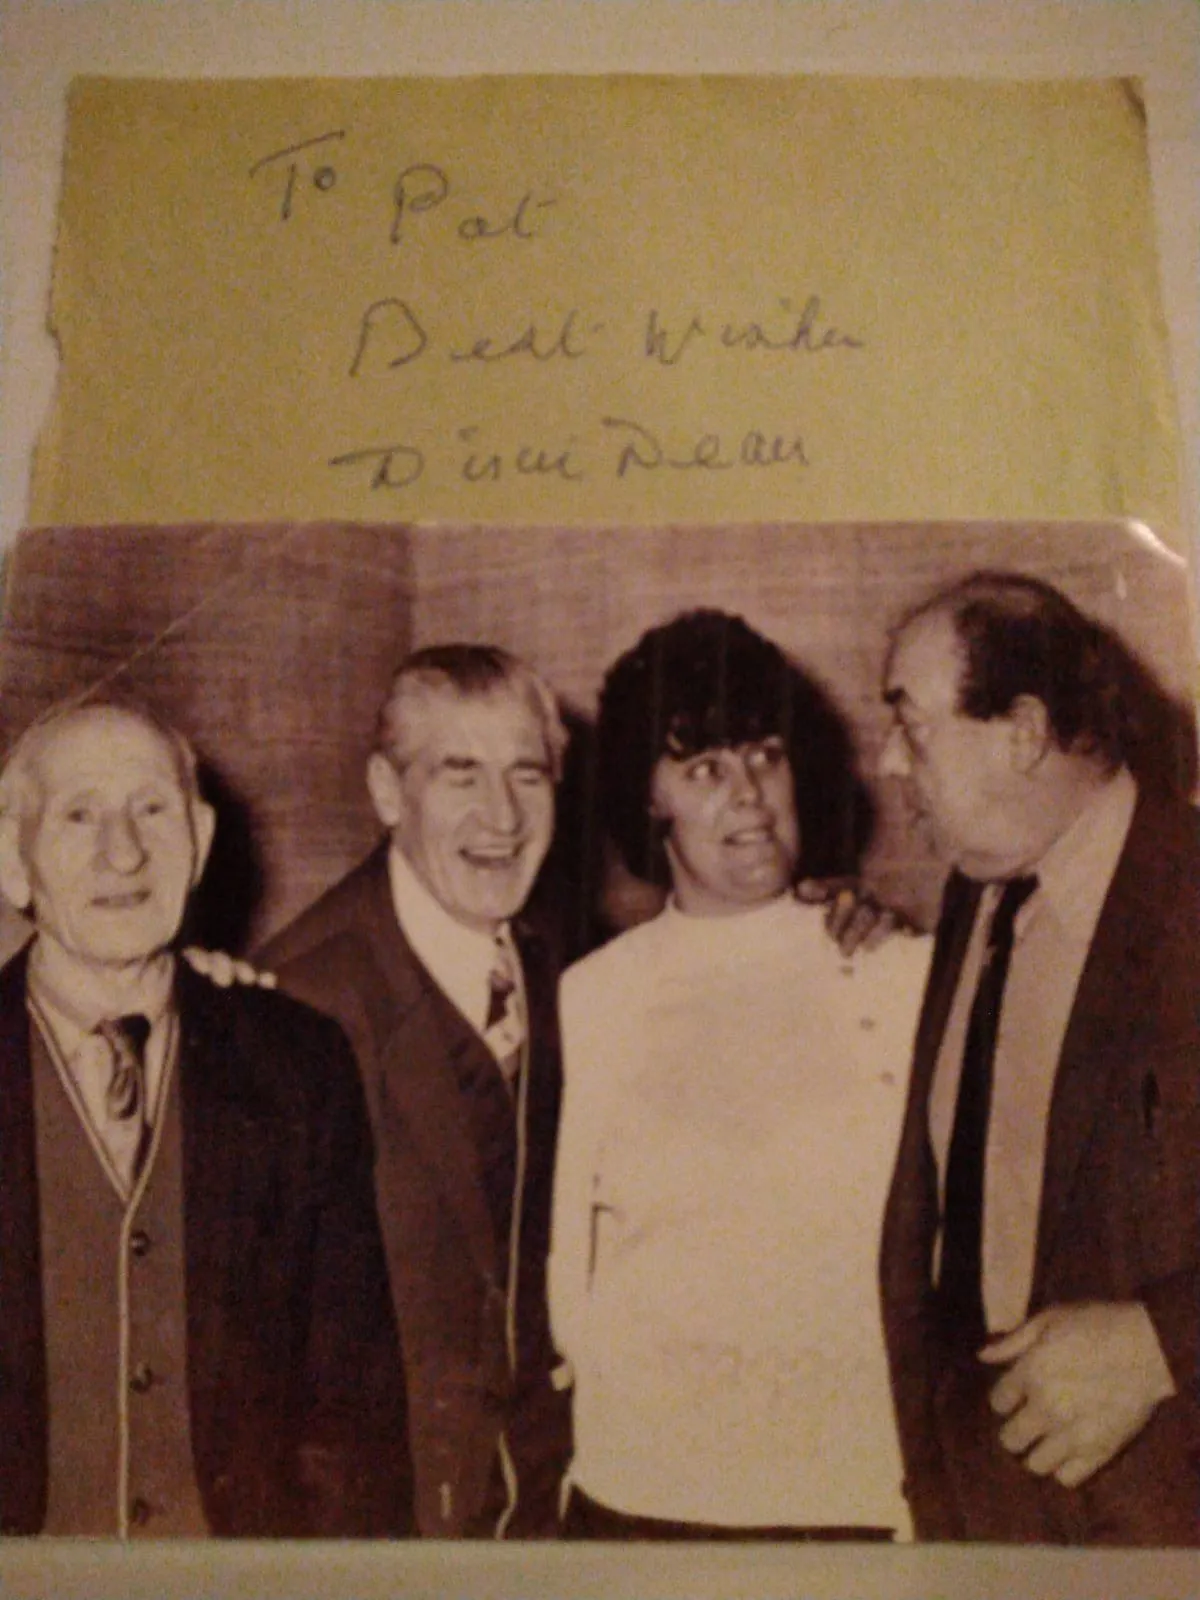 To Pat
Best Wishes
Dixie Dean